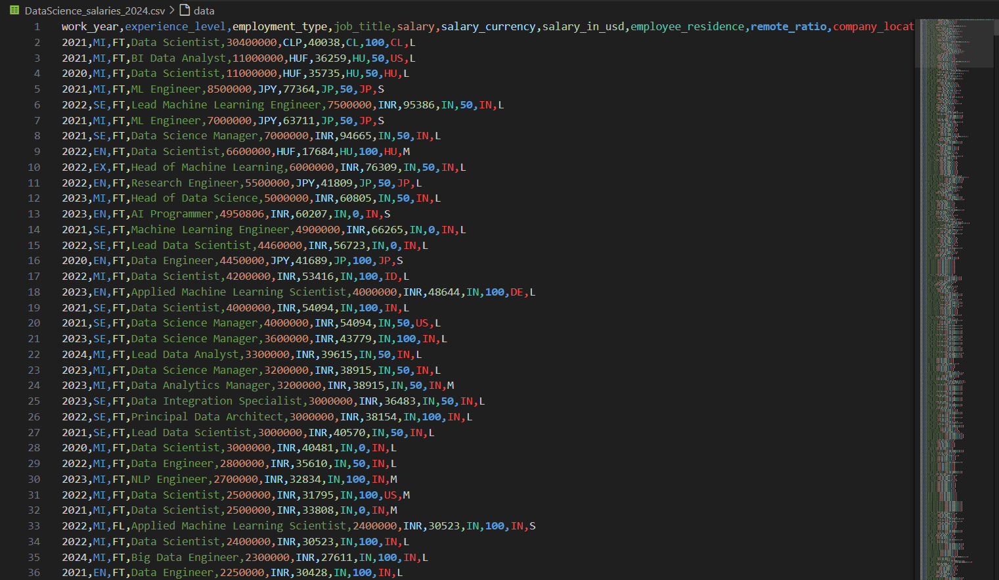 DataScience_salaries_2024.csv > data
1 work_year,experience_level,employment_type,job_title,salary,salary_currency,salary_in_usd,employee_residence,remote_ratio,company_locat
2 2021,MI,FT,Data Scientist,30400000,CLP,40038,CL,100,CL,L
3 2021,MI,FT,BI Data Analyst,11000000,HUF,36259,HU,50,US,L
4 2020,MI,FT,Data Scientist,11000000,HUF,35735,HU,50,HU,L
5 2021,MI,FT,ML Engineer,8500000,JPY,77364,JP,50,JP,S
6 2022,SE,FT,Lead Machine Learning Engineer,7500000,INR,95386,IN,50,IN,L
7 2021,MI,FT,ML Engineer,7000000,JPY,63711,JP,50,JP,S
8 2021,SE,FT,Data Science Manager,7000000,INR,94665,IN,50,IN,L
9 2022,EN,FT,Data Scientist,6600000,HUF,17684,HU,100,HU,M
10 2022,EX,FT,Head of Machine Learning,6000000,INR,76309,IN,50,IN,L
11 2022,EN,FT,Research Engineer,5500000,JPY,41809,JP,50,JP,L
12 2023,MI,FT,Head of Data Science,5000000,INR,60805,IN,50,IN,L
13 2023,EN,FT,AI Programmer,4950806,INR,60207,IN,0,IN,S
14 2021,SE,FT,Machine Learning Engineer,4900000,INR,66265,IN,0,IN,L
15 2022,SE,FT,Lead Data Scientist,4460000,INR,56723,IN,0,IN,L
16 2020,EN,FT,Data Engineer,4450000,JPY,41689,JP,100,JP,S
17 2022,MI,FT,Data Scientist,4200000,INR,53416,IN,100,ID,L
18 2023,EN,FT,Applied Machine Learning Scientist,4000000,INR,48644,IN,100,DE,L
19 2021,SE,FT,Data Scientist,4000000,INR,54094,IN,100,IN,L
20 2021,SE,FT,Data Science Manager,4000000,INR,54094,IN,50,US,L
21 2023,SE,FT,Data Science Manager,3600000,INR,43779,IN,100,IN,L
22 2024,MI,FT,Lead Data Analyst,3300000,INR,39615,IN,50,IN,L
23 2023,MI,FT,Data Science Manager,3200000,INR,38915,IN,50,IN,L
24 2023,MI,FT,Data Analytics Manager,3200000,INR,38915,IN,50,IN,M
25 2023,SE,FT,Data Integration Specialist,3000000,INR,36483,IN,50,IN,L
26 2022,SE,FT,Principal Data Architect,3000000,INR,38154,IN,100,IN,L
27 2021,SE,FT,Lead Data Scientist,3000000,INR,40570,IN,50,IN,L
28 2020,MI,FT,Data Scientist,3000000,INR,40481,IN,0,IN,L
29 2022,MI,FT,Data Engineer,2800000,INR,35610,IN,50,IN,L
30 2023,MI,FT,NLP Engineer,2700000,INR,32834,IN,100,IN,M
31 2022,MI,FT,Data Scientist,2500000,INR,31795,IN,100,US,M
32 2021,MI,FT,Data Scientist,2500000,INR,33808,IN,0,IN,M
33 2022,MI,FL,Applied Machine Learning Scientist,2400000,INR,30523,IN,100,IN,S
34 2022,MI,FT,Data Scientist,2400000,INR,30523,IN,100,IN,L
35 2024,MI,FT,Big Data Engineer,2300000,INR,27611,IN,100,IN,L
36 2021,EN,FT,Data Engineer,2250000,INR,30428,IN,100,IN,L